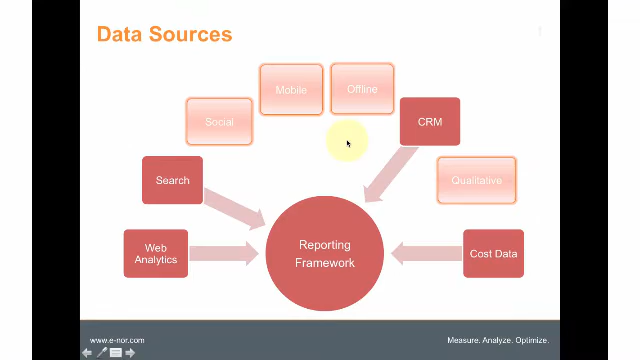 Data Sources
Mobile
Offline
Social
CRM
Search
Qualitative
Reporting
Framework
Web
Analytics
Cost Data
www.e-nor.com
Measure. Analyze. Optimize.